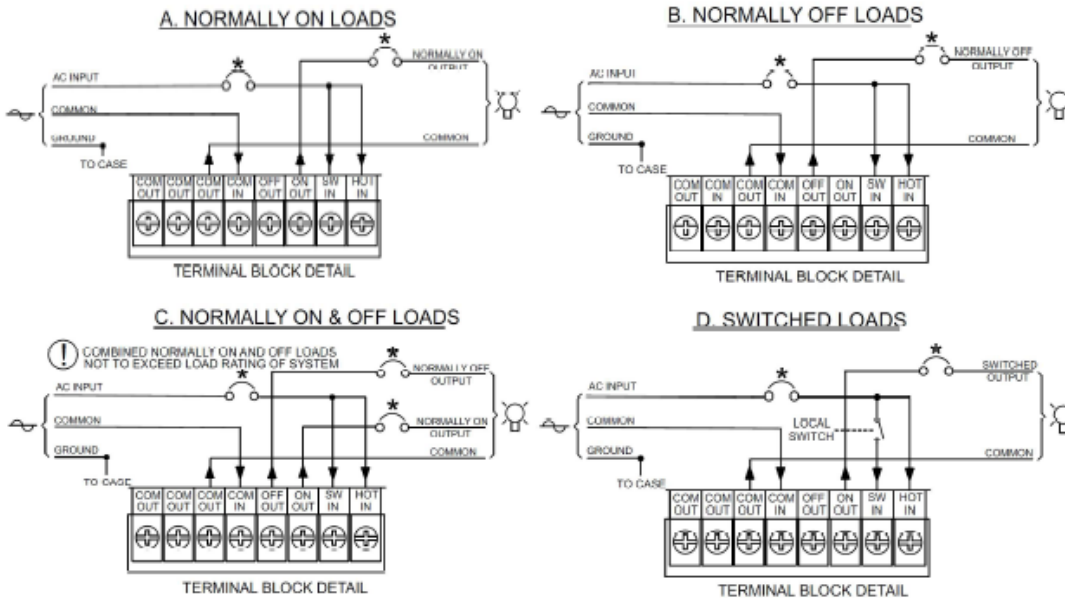 A. NORMALLY ON LOADS
*
*
NORMALLY ON
OUTPUT
AC INPUT
COMMON
GROUND
COMMON
TO CASE
COM OUT COM OUT COM OUT COM IN OFF OUT ON OUT SW IN HOT IN
TERMINAL BLOCK DETAIL
B. NORMALLY OFF LOADS
*
*
NORMALLY OFF
OUTPUT
AC INPUT
COMMON
GROUND
COMMON
TO CASE
COM OUT COM IN COM OUT COM IN OFF OUT ON OUT SW IN HOT IN
TERMINAL BLOCK DETAIL
C. NORMALLY ON & OFF LOADS
! COMBINED NORMALLY ON AND OFF LOADS
NOT TO EXCEED LOAD RATING OF SYSTEM
*
*
NORMALLY OFF
OUTPUT
AC INPUT
*
NORMALLY ON
OUTPUT
COMMON
GROUND
COMMON
TO CASE
COM OUT COM OUT COM OUT COM IN OFF OUT ON OUT SW IN HOT IN
TERMINAL BLOCK DETAIL
D. SWITCHED LOADS
*
*
SWITCHED
OUTPUT
AC INPUT
COMMON
LOCAL
SWITCH
GROUND
COMMON
TO CASE
COM OUT COM OUT COM OUT COM IN OFF OUT ON OUT SW IN HOT IN
TERMINAL BLOCK DETAIL